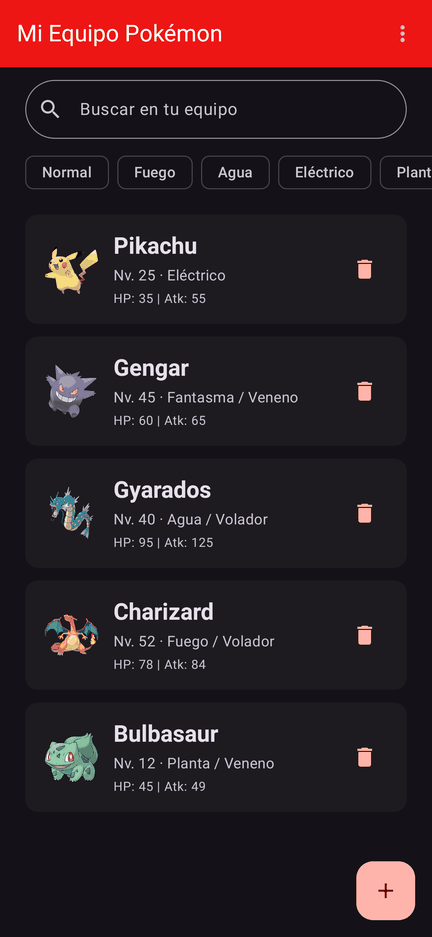 Mi Equipo Pokémon
Buscar en tu equipo
Normal Fuego Agua Eléctrico Plant
Pikachu
Nv. 25 · Eléctrico
HP: 35 | Atk: 55
Gengar
Nv. 45 · Fantasma / Veneno
HP: 60 | Atk: 65
Gyarados
Nv. 40 · Agua / Volador
HP: 95 | Atk: 125
Charizard
Nv. 52 · Fuego / Volador
HP: 78 | Atk: 84
Bulbasaur
Nv. 12 · Planta / Veneno
HP: 45 | Atk: 49
+